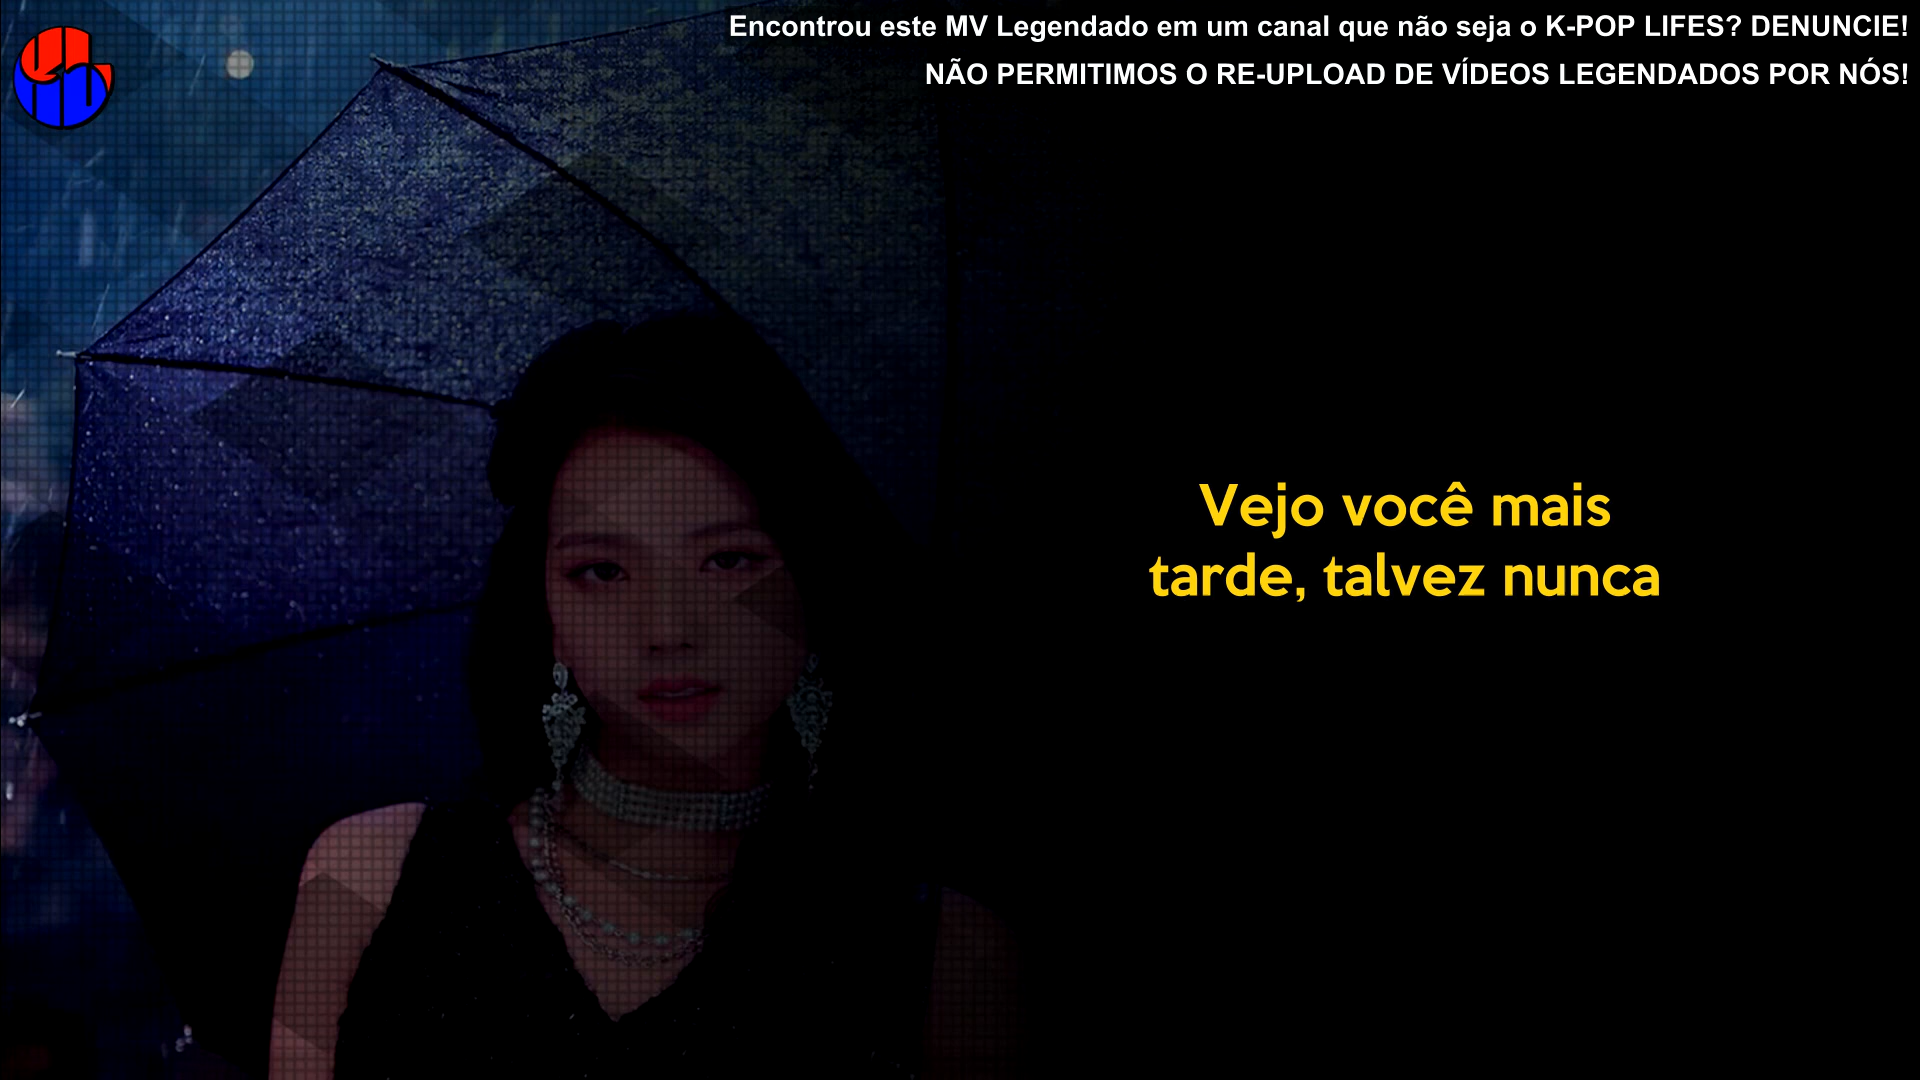 Encontrou este MV Legendado em um canal que não seja o K-POP LIFES? DENUNCIE!
NÃO PERMITIMOS O RE-UPLOAD DE VÍDEOS LEGENDADOS POR NÓS!
Vejo você mais
tarde, talvez nunca